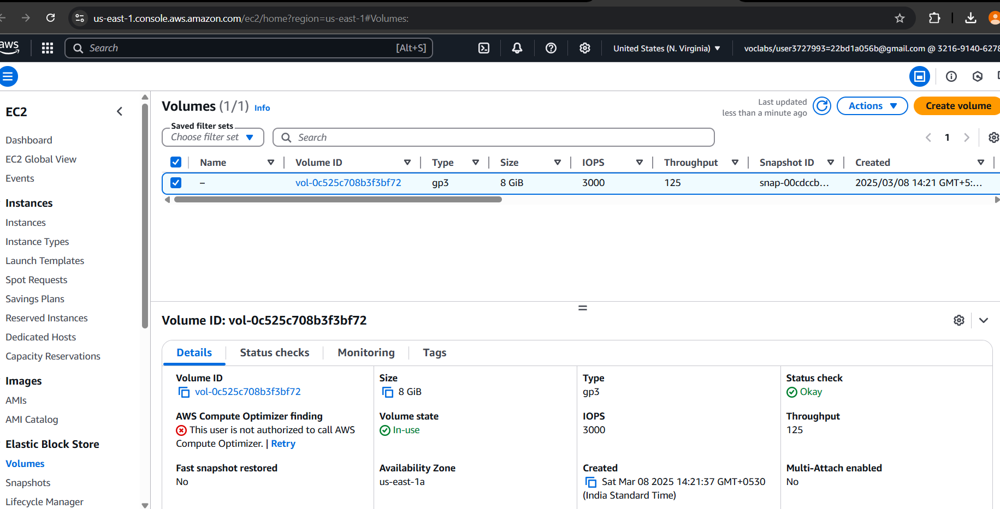 us-east-1.console.aws.amazon.com/ec2/home?region=us-east-1#Volumes:
aws
Search
[Alt+S]
United States (N. Virginia)
voclabs/user3727993=22bd1a056b@gmail.com @ 3216-9140-6278
EC2
Dashboard
EC2 Global View
Events
Instances
Instances
Instance Types
Launch Templates
Spot Requests
Savings Plans
Reserved Instances
Dedicated Hosts
Capacity Reservations
Images
AMIs
AMI Catalog
Elastic Block Store
Volumes
Snapshots
Lifecycle Manager
Volumes (1/1) Info
Last updated
less than a minute ago
Actions
Create volume
Saved filter sets
Choose filter set
Search
1
Name Volume ID Type Size IOPS Throughput Snapshot ID Created
– vol-0c525c708b3f3bf72 gp3 8 GiB 3000 125 snap-00cdccb... 2025/03/08 14:21 GMT+5:...
Volume ID: vol-0c525c708b3f3bf72
Details Status checks Monitoring Tags
Volume ID
vol-0c525c708b3f3bf72
Size
8 GiB
Type
gp3
Status check
Okay
AWS Compute Optimizer finding
This user is not authorized to call AWS
Compute Optimizer. | Retry
Volume state
In-use
IOPS
3000
Throughput
125
Fast snapshot restored
No
Availability Zone
us-east-1a
Created
Sat Mar 08 2025 14:21:37 GMT+0530
(India Standard Time)
Multi-Attach enabled
No